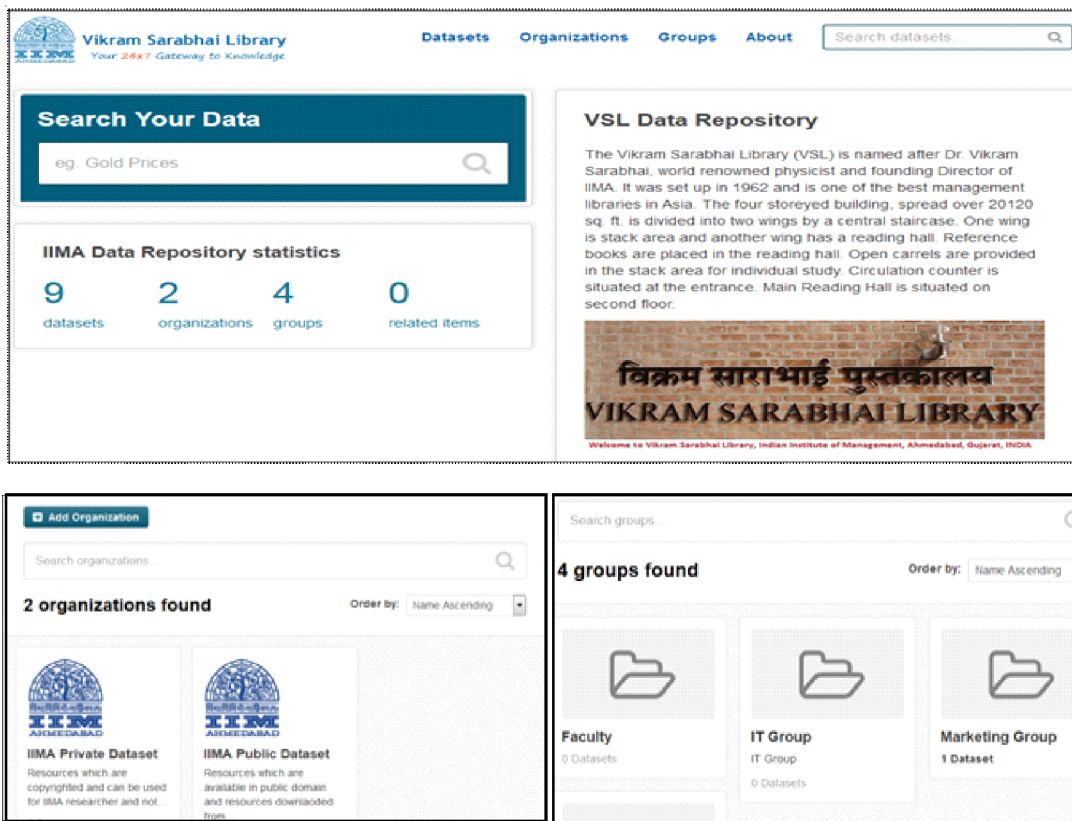 Vikram Sarabhai Library
Your 24x7 Gateway to Knowledge
IIM
AHMEDABAD
Datasets Organizations Groups About Search datasets...
Search Your Data
eg. Gold Prices
IIMA Data Repository statistics
9 2 4 0
datasets organizations groups related items
VSL Data Repository
The Vikram Sarabhai Library (VSL) is named after Dr. Vikram
Sarabhai, world renowned physicist and founding Director of
IIMA. It was set up in 1962 and is one of the best management
libraries in Asia. The four storeyed building, spread over 20120
sq. ft. is divided into two wings by a central staircase. One wing
is stack area and another wing has a reading hall. Reference
books are placed in the reading hall. Open carrels are provided
in the stack area for individual study. Circulation counter is
situated at the entrance. Main Reading Hall is situated on
second floor.
विक्रम साराभाई पुस्तकालय
VIKRAM SARABHAI LIBRARY
Welcome to Vikram Sarabhai Library, Indian Institute of Management, Ahmedabad, Gujarat, INDIA
Add Organization
Search organizations...
2 organizations found Order by: Name Ascending
IIM
AHMEDABAD
IIMA Private Dataset
Resources which are
copyrighted and can be used
for IIMA researcher and not...
IIM
AHMEDABAD
IIMA Public Dataset
Resources which are
available in public domain
and resources downlaoded
from
Search groups...
4 groups found Order by: Name Ascending
Faculty
0 Datasets
IT Group
IT Group
0 Datasets
Marketing Group
1 Dataset